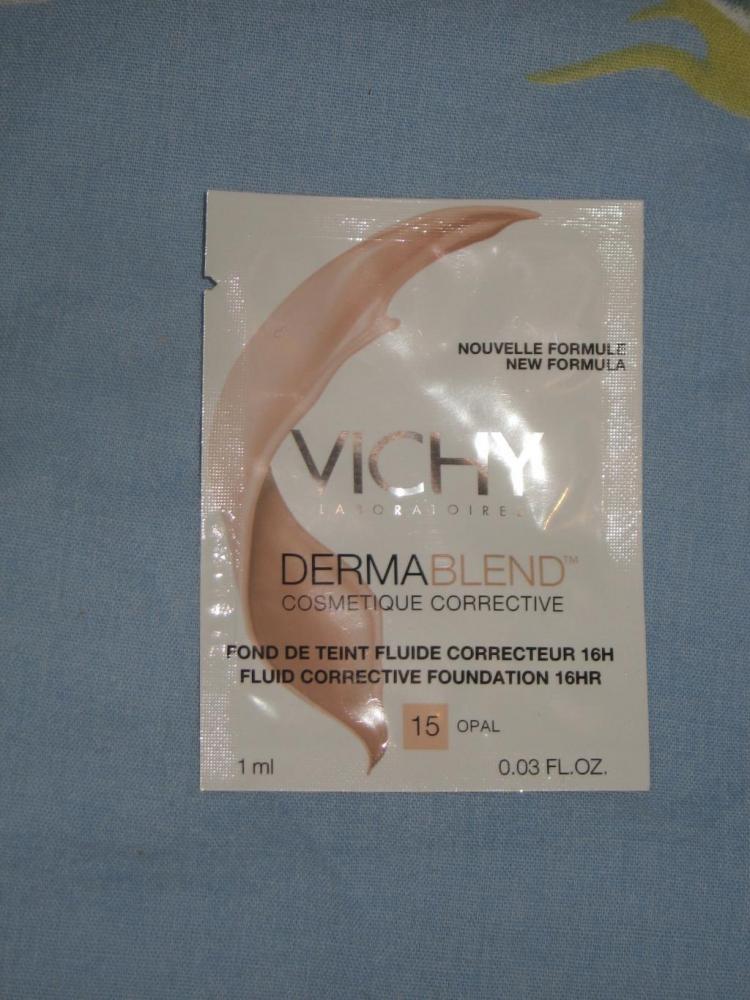 NOUVELLE FORMULE
NEW FORMULA
VICHY
LABORATOIRES
DERMABLEND™
COSMETIQUE CORRECTIVE
FOND DE TEINT FLUIDE CORRECTEUR 16H
FLUID CORRECTIVE FOUNDATION 16HR
15 OPAL
1 ml 0.03 FL.OZ.